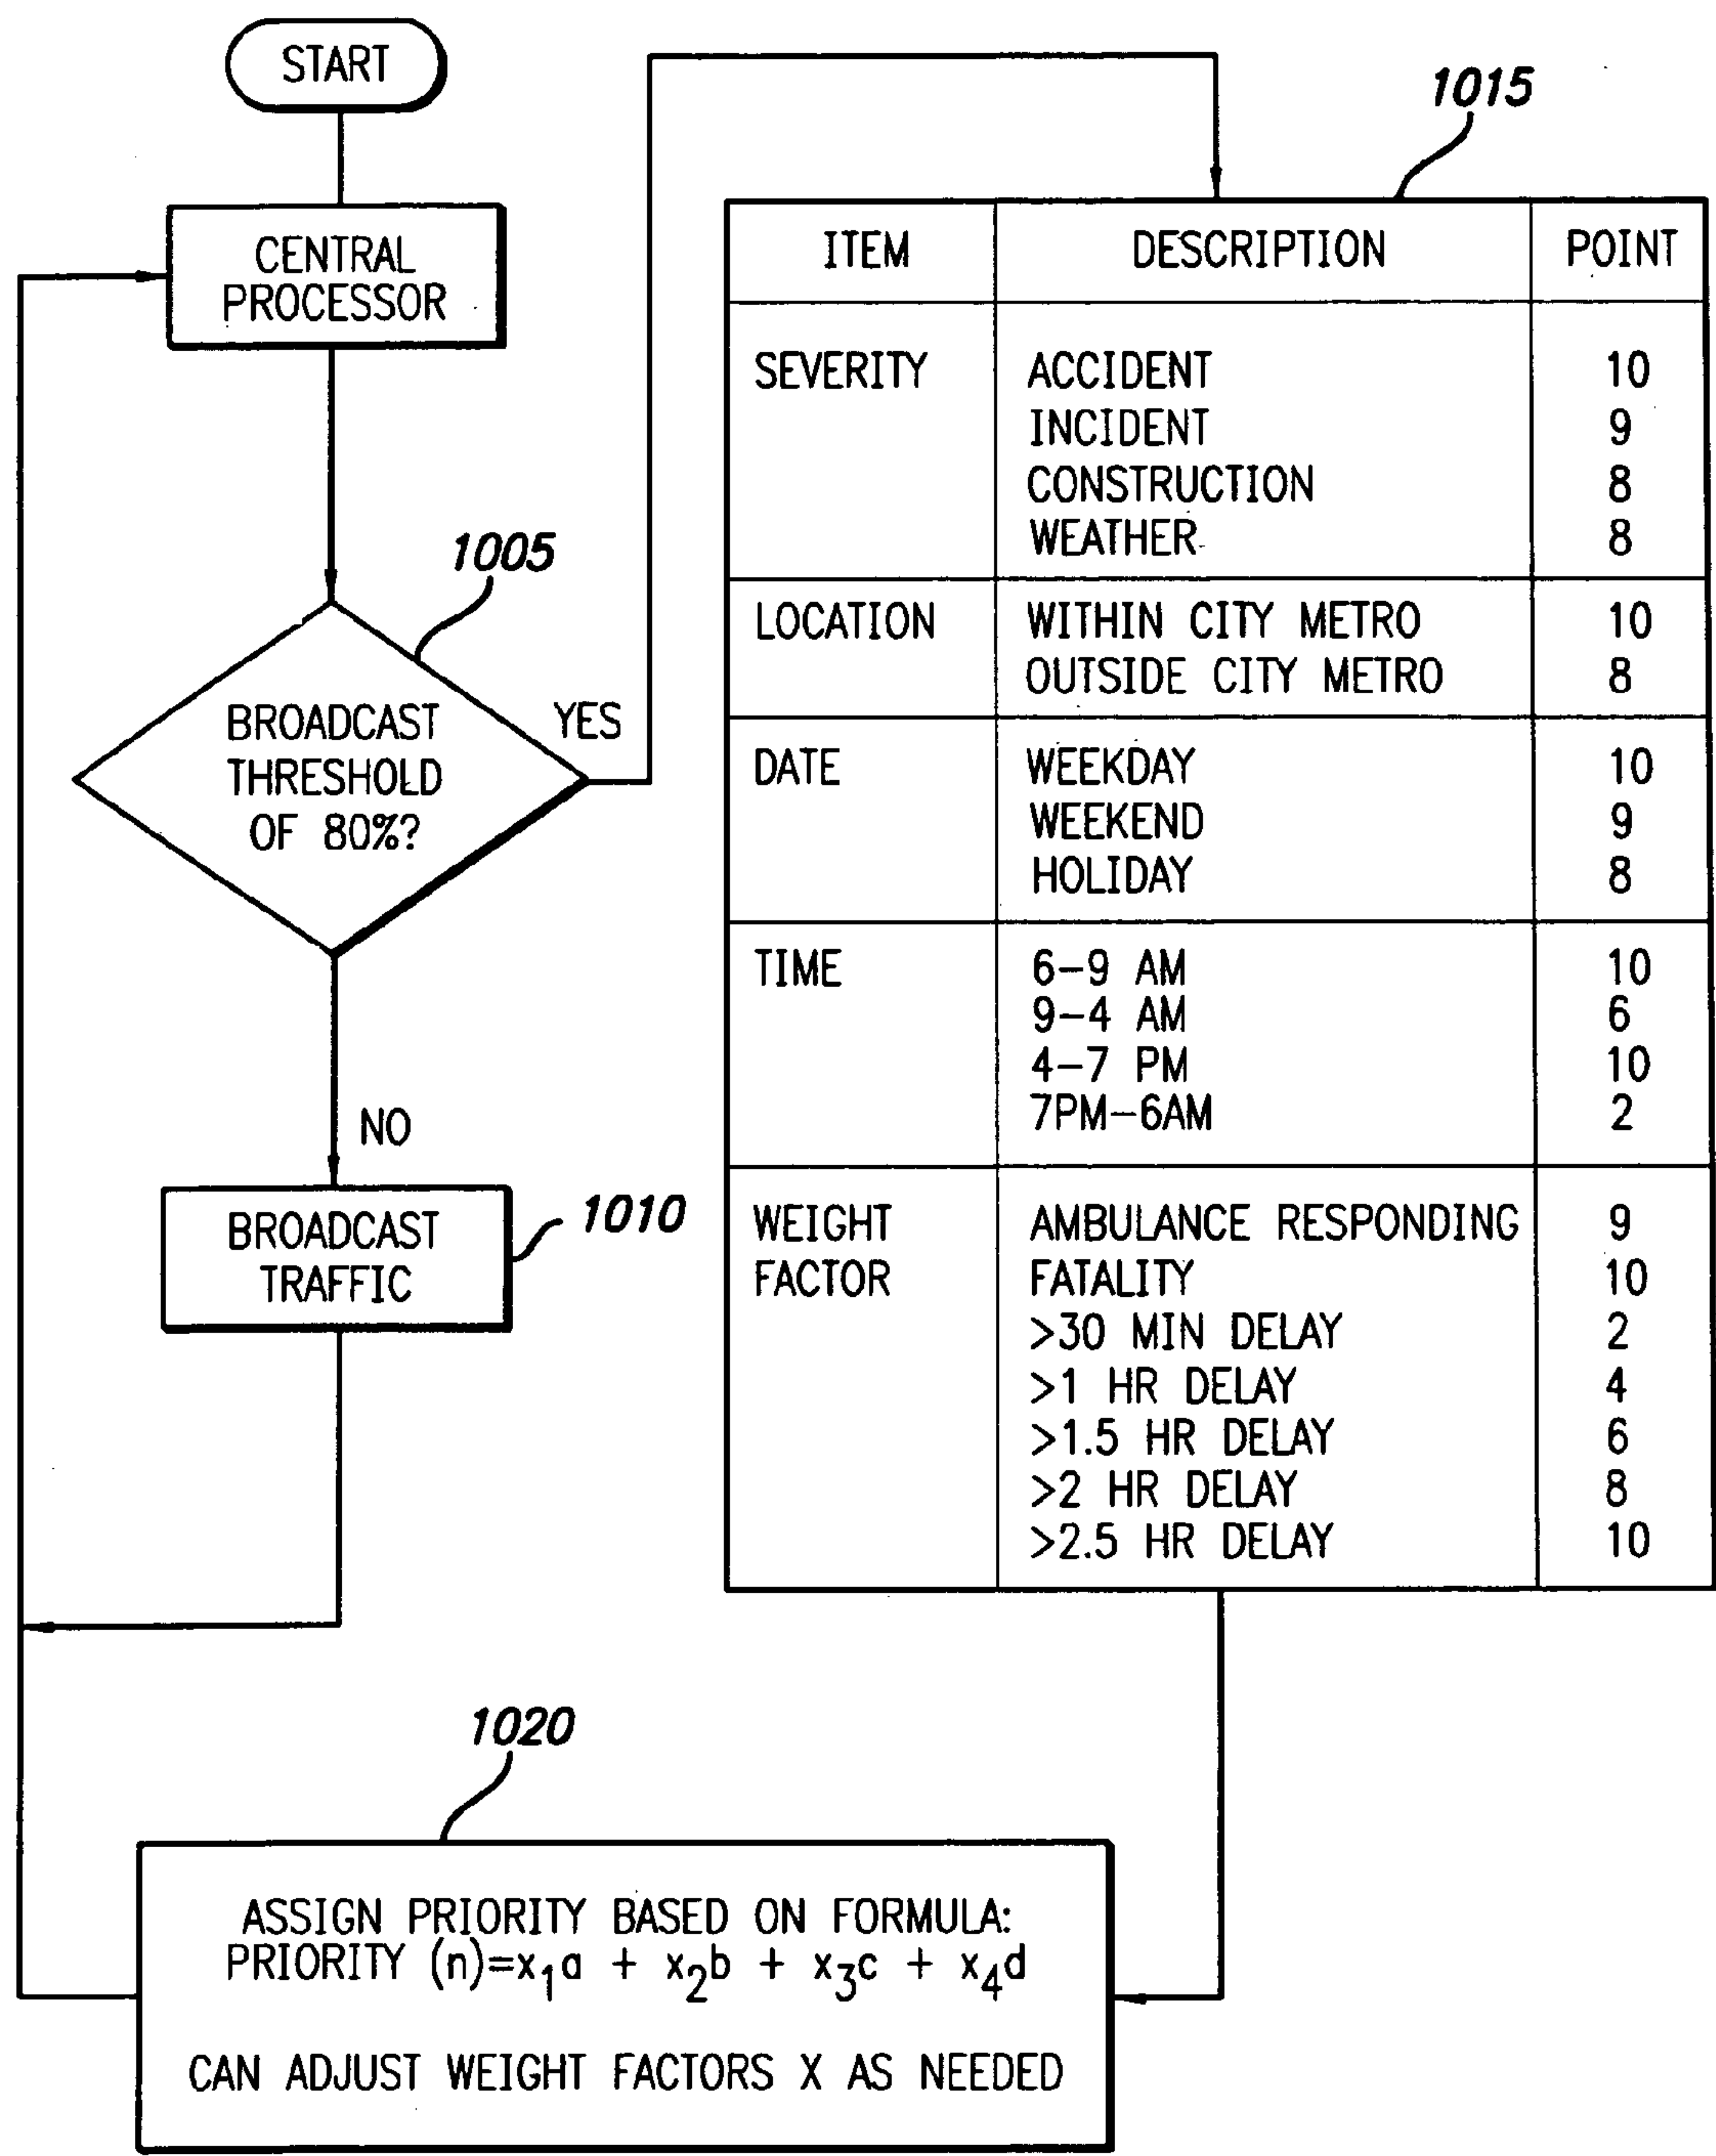 START
CENTRAL
PROCESSOR
1005
BROADCAST
THRESHOLD
OF 80%?
YES
NO
BROADCAST
TRAFFIC
1010
1015
ITEM DESCRIPTION POINT
SEVERITY ACCIDENT 10
INCIDENT 9
CONSTRUCTION 8
WEATHER 8
LOCATION WITHIN CITY METRO 10
OUTSIDE CITY METRO 8
DATE WEEKDAY 10
WEEKEND 9
HOLIDAY 8
TIME 6-9 AM 10
9-4 AM 6
4-7 PM 10
7PM-6AM 2
WEIGHT AMBULANCE RESPONDING 9
FACTOR FATALITY 10
>30 MIN DELAY 2
>1 HR DELAY 4
>1.5 HR DELAY 6
>2 HR DELAY 8
>2.5 HR DELAY 10
1020
ASSIGN PRIORITY BASED ON FORMULA:
PRIORITY (n)=x₁a + x₂b + x₃c + x₄d
CAN ADJUST WEIGHT FACTORS X AS NEEDED